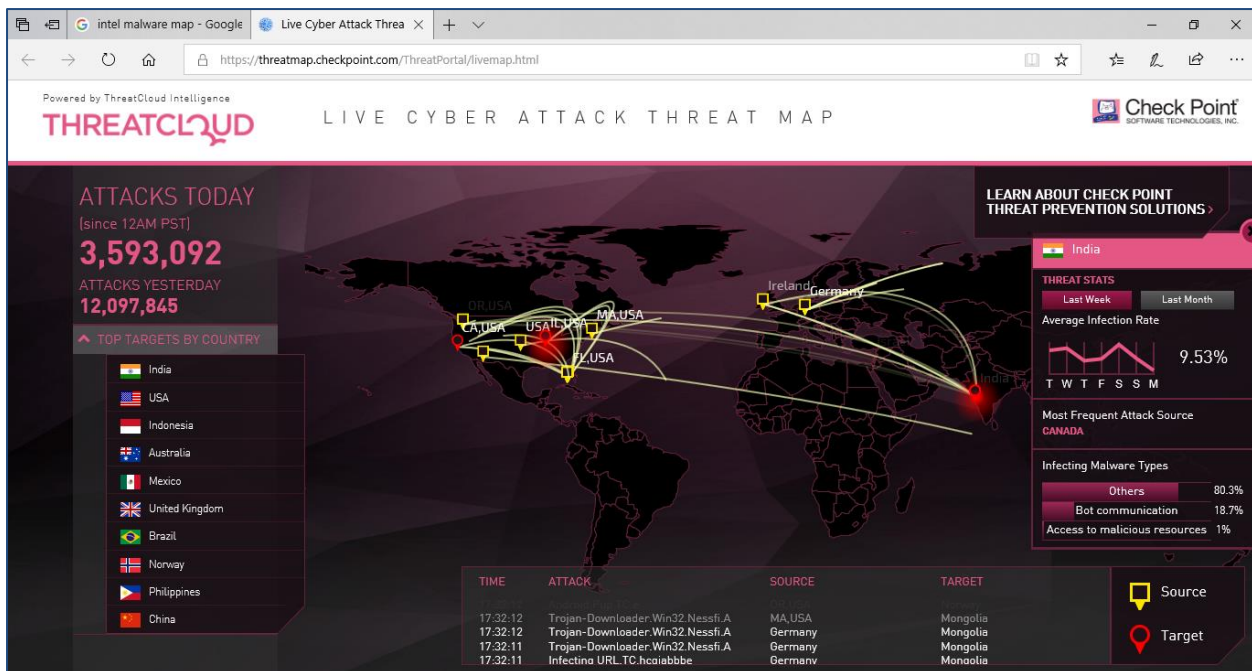 intel malware map - Google
Live Cyber Attack Threa
https://threatmap.checkpoint.com/ThreatPortal/livemap.html
Powered by ThreatCloud Intelligence
THREATCLOUD
LIVE CYBER ATTACK THREAT MAP
Check Point
SOFTWARE TECHNOLOGIES, INC.
ATTACKS TODAY
(since 12AM PST)
3,593,092
ATTACKS YESTERDAY
12,097,845
TOP TARGETS BY COUNTRY
India
USA
Indonesia
Australia
Mexico
United Kingdom
Brazil
Norway
Philippines
China
OR,USA
CA,USA
USA
IL,USA
MA,USA
FL,USA
Ireland
Germany
India
LEARN ABOUT CHECK POINT
THREAT PREVENTION SOLUTIONS >
India
THREAT STATS
Last Week
Last Month
Average Infection Rate
9.53%
T W T F S S M
Most Frequent Attack Source
CANADA
Infecting Malware Types
Others 80.3%
Bot communication 18.7%
Access to malicious resources 1%
TIME ATTACK SOURCE TARGET
17:32:12 Trojan-Downloader.Win32.Nessfi.A MA,USA Mongolia
17:32:12 Trojan-Downloader.Win32.Nessfi.A Germany Mongolia
17:32:11 Trojan-Downloader.Win32.Nessfi.A Germany Mongolia
17:32:11 Infecting URL.TC.hcgiabbbe Germany Mongolia
Source
Target